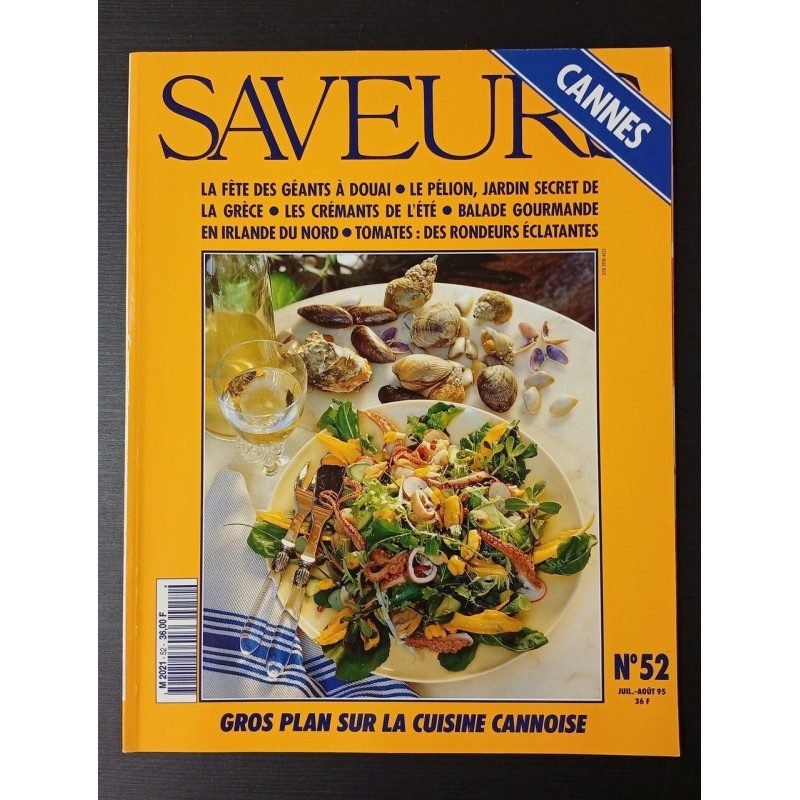 SAVEURS
CANNES
LA FÊTE DES GÉANTS À DOUAI • LE PÉLION, JARDIN SECRET DE
LA GRÈCE • LES CRÉMANTS DE L'ÉTÉ • BALADE GOURMANDE
EN IRLANDE DU NORD • TOMATES : DES RONDEURS ÉCLATANTES
M 2021 - 52 - 36,00 F
N° 52
JUIL.-AOÛT 95
36 F
GROS PLAN SUR LA CUISINE CANNOISE